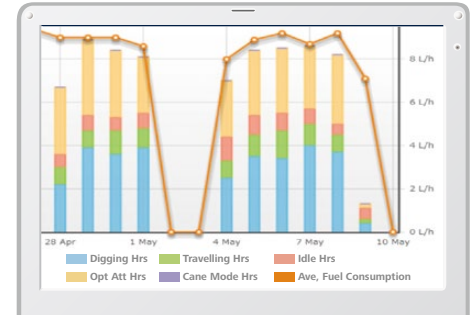 8 L/h
6 L/h
4 L/h
2 L/h
0 L/h
28 Apr 1 May 4 May 7 May 10 May
Digging Hrs Travelling Hrs Idle Hrs
Opt Att Hrs Cane Mode Hrs Ave, Fuel Consumption